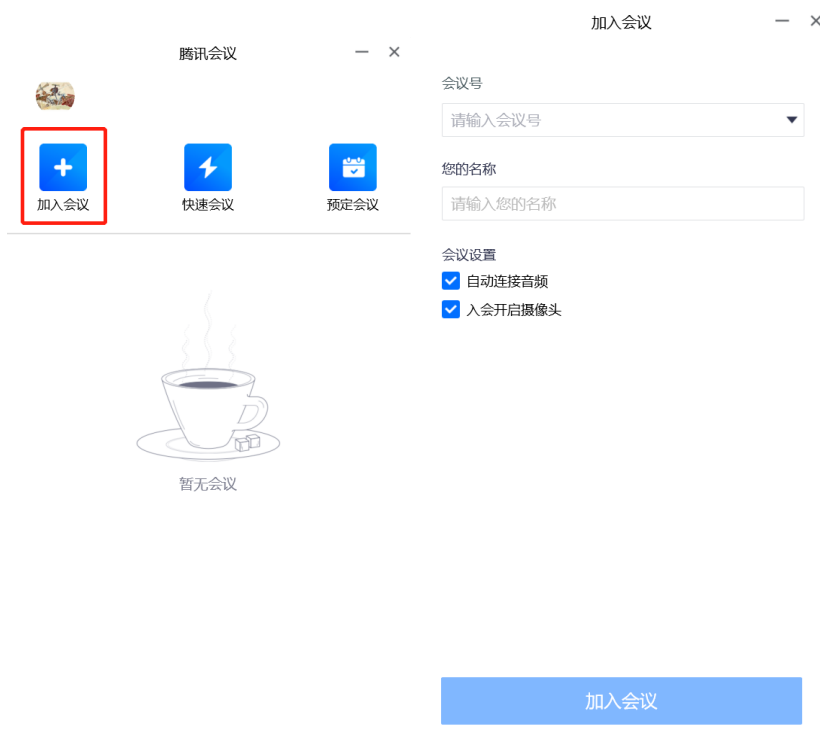 腾讯会议
加入会议
快速会议
预定会议
暂无会议
加入会议
会议号
请输入会议号
您的名称
请输入您的名称
会议设置
自动连接音频
入会开启摄像头
加入会议